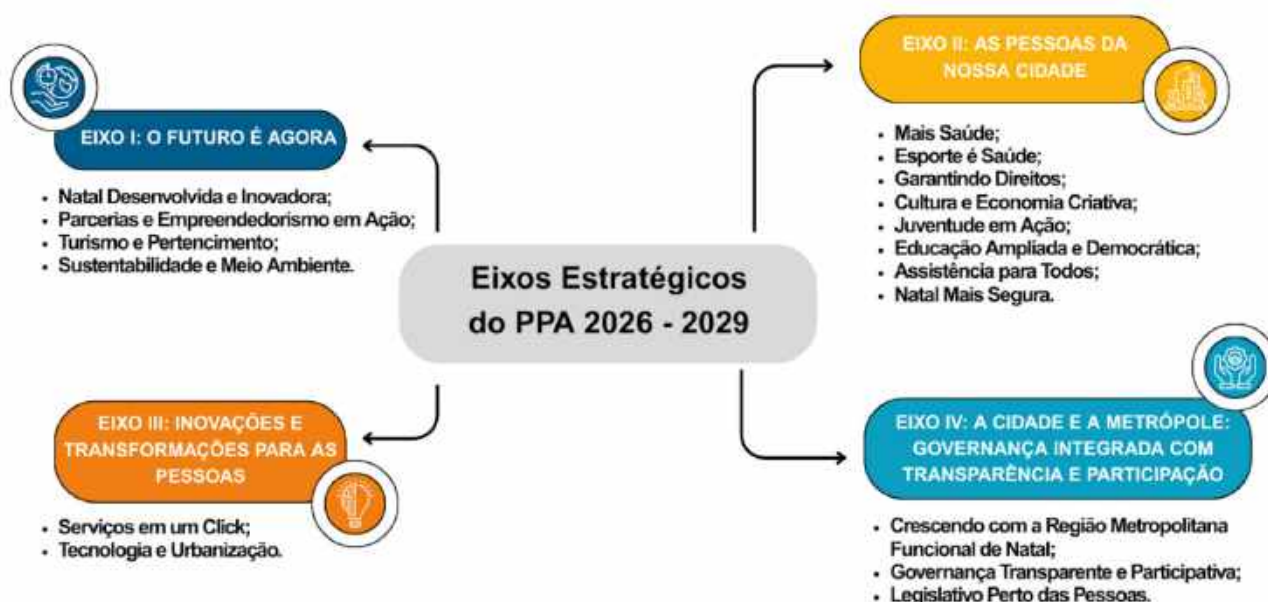 EIXO I: O FUTURO É AGORA
• Natal Desenvolvida e Inovadora;
• Parcerias e Empreendedorismo em Ação;
• Turismo e Pertencimento;
• Sustentabilidade e Meio Ambiente.
EIXO II: AS PESSOAS DA
NOSSA CIDADE
• Mais Saúde;
• Esporte é Saúde;
• Garantindo Direitos;
• Cultura e Economia Criativa;
• Juventude em Ação;
• Educação Ampliada e Democrática;
• Assistência para Todos;
• Natal Mais Segura.
Eixos Estratégicos
do PPA 2026 - 2029
EIXO III: INOVAÇÕES E
TRANSFORMAÇÕES PARA AS
PESSOAS
• Serviços em um Click;
• Tecnologia e Urbanização.
EIXO IV: A CIDADE E A METRÓPOLE:
GOVERNANÇA INTEGRADA COM
TRANSPARÊNCIA E PARTICIPAÇÃO
• Crescendo com a Região Metropolitana
Funcional de Natal;
• Governança Transparente e Participativa;
• Legislativo Perto das Pessoas.